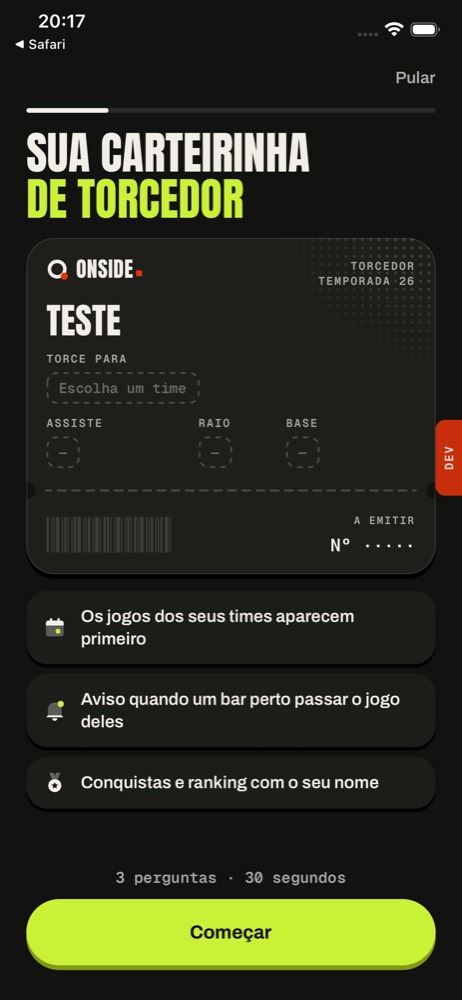 20:17
◀ Safari
Pular
SUA CARTEIRINHA
DE TORCEDOR
ONSIDE.
TORCEDOR
TEMPORADA 26
TESTE
TORCE PARA
Escolha um time
ASSISTE
RAIO
BASE
–
–
–
DEV
A EMITIR
Nº ·····
Os jogos dos seus times aparecem
primeiro
Aviso quando um bar perto passar o jogo
deles
Conquistas e ranking com o seu nome
3 perguntas · 30 segundos
Começar